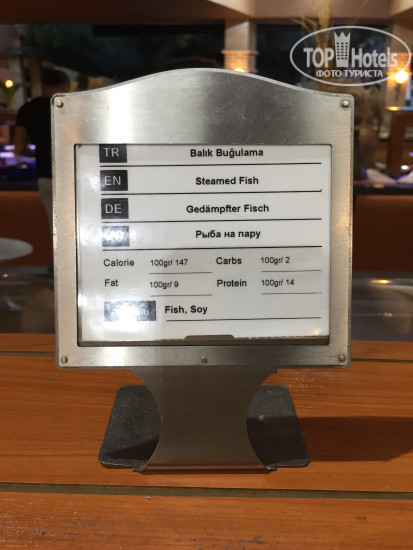 TOP Hotels
ФОТО ТУРИСТА
TR Balık Buğulama
EN Steamed Fish
DE Gedämpfter Fisch
Рыба на пару
Calorie 100gr/ 147 Carbs 100gr/ 2
Fat 100gr/ 9 Protein 100gr/ 14
Fish, Soy